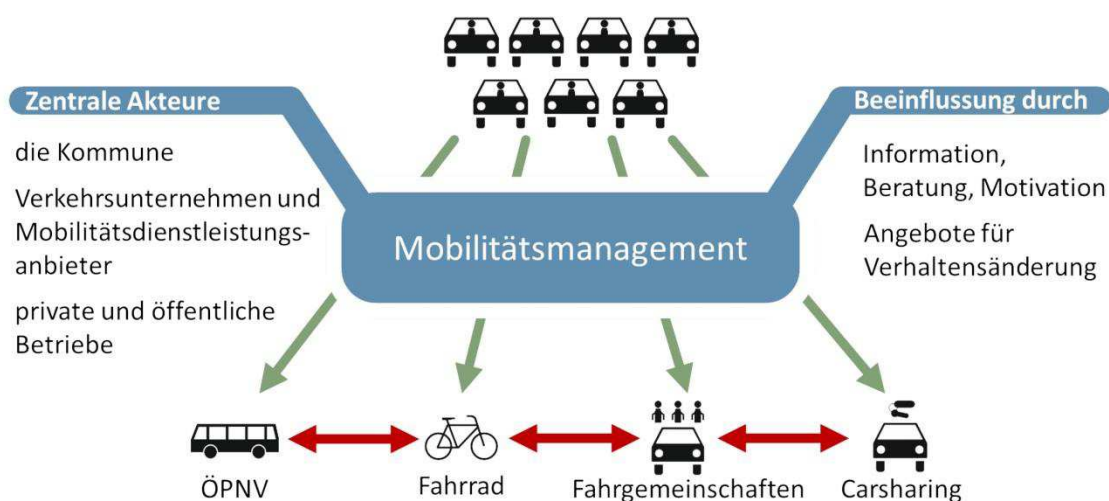 Zentrale Akteure
die Kommune
Verkehrsunternehmen und
Mobilitätsdienstleistungs-
anbieter
private und öffentliche
Betriebe
Mobilitätsmanagement
Beeinflussung durch
Information,
Beratung, Motivation
Angebote für
Verhaltensänderung
ÖPNV
Fahrrad
Fahrgemeinschaften
Carsharing